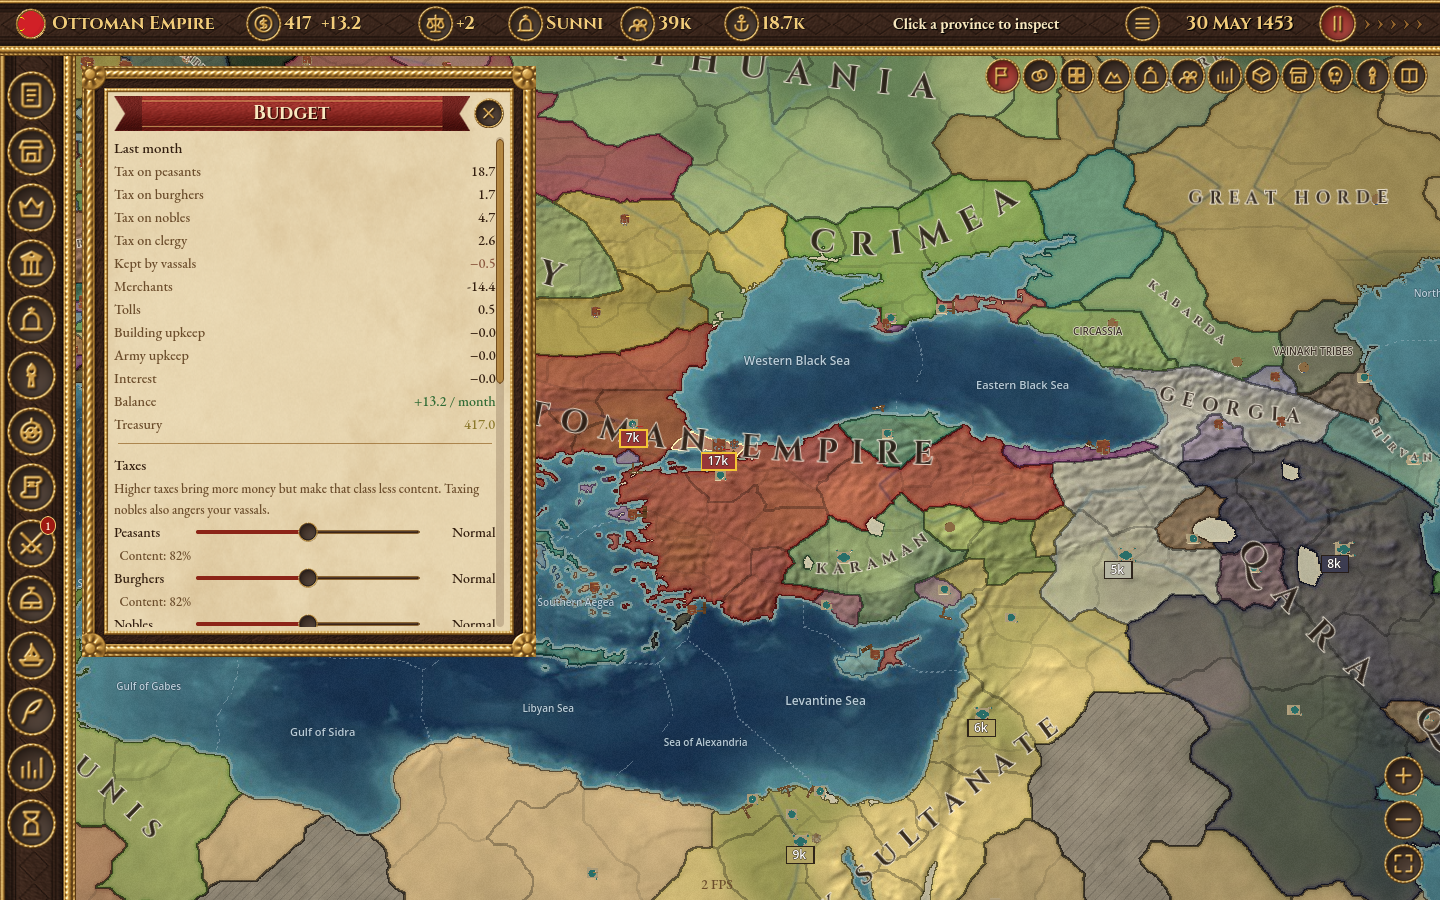 OTTOMAN EMPIRE
417 +13.2
+2
SUNNI
39K
18.7K
Click a province to inspect
30 MAY 1453
BUDGET
Last month
Tax on peasants 18.7
Tax on burghers 1.7
Tax on nobles 4.7
Tax on clergy 2.6
Kept by vassals −0.5
Merchants -14.4
Tolls 0.5
Building upkeep −0.0
Army upkeep −0.0
Interest −0.0
Balance +13.2 / month
Treasury 417.0
Taxes
Higher taxes bring more money but make that class less content. Taxing
nobles also angers your vassals.
Peasants Normal
Content: 82%
Burghers Normal
Content: 82%
Nobles Normal
1
THUANIA
CRIMEA
GREAT HORDE
KABARDA
CIRCASSIA
VAINAKH TRIBES
North
Y
Western Black Sea
Eastern Black Sea
GEORGIA
SHIRVAN
TOMAN EMPIRE
7k
17k
KARAMAN
5k
8k
QARA
Southern Aegea
Gulf of Gabes
Gulf of Sidra
Libyan Sea
Sea of Alexandria
Levantine Sea
6k
SULTANATE
UNIS
9k
2 FPS